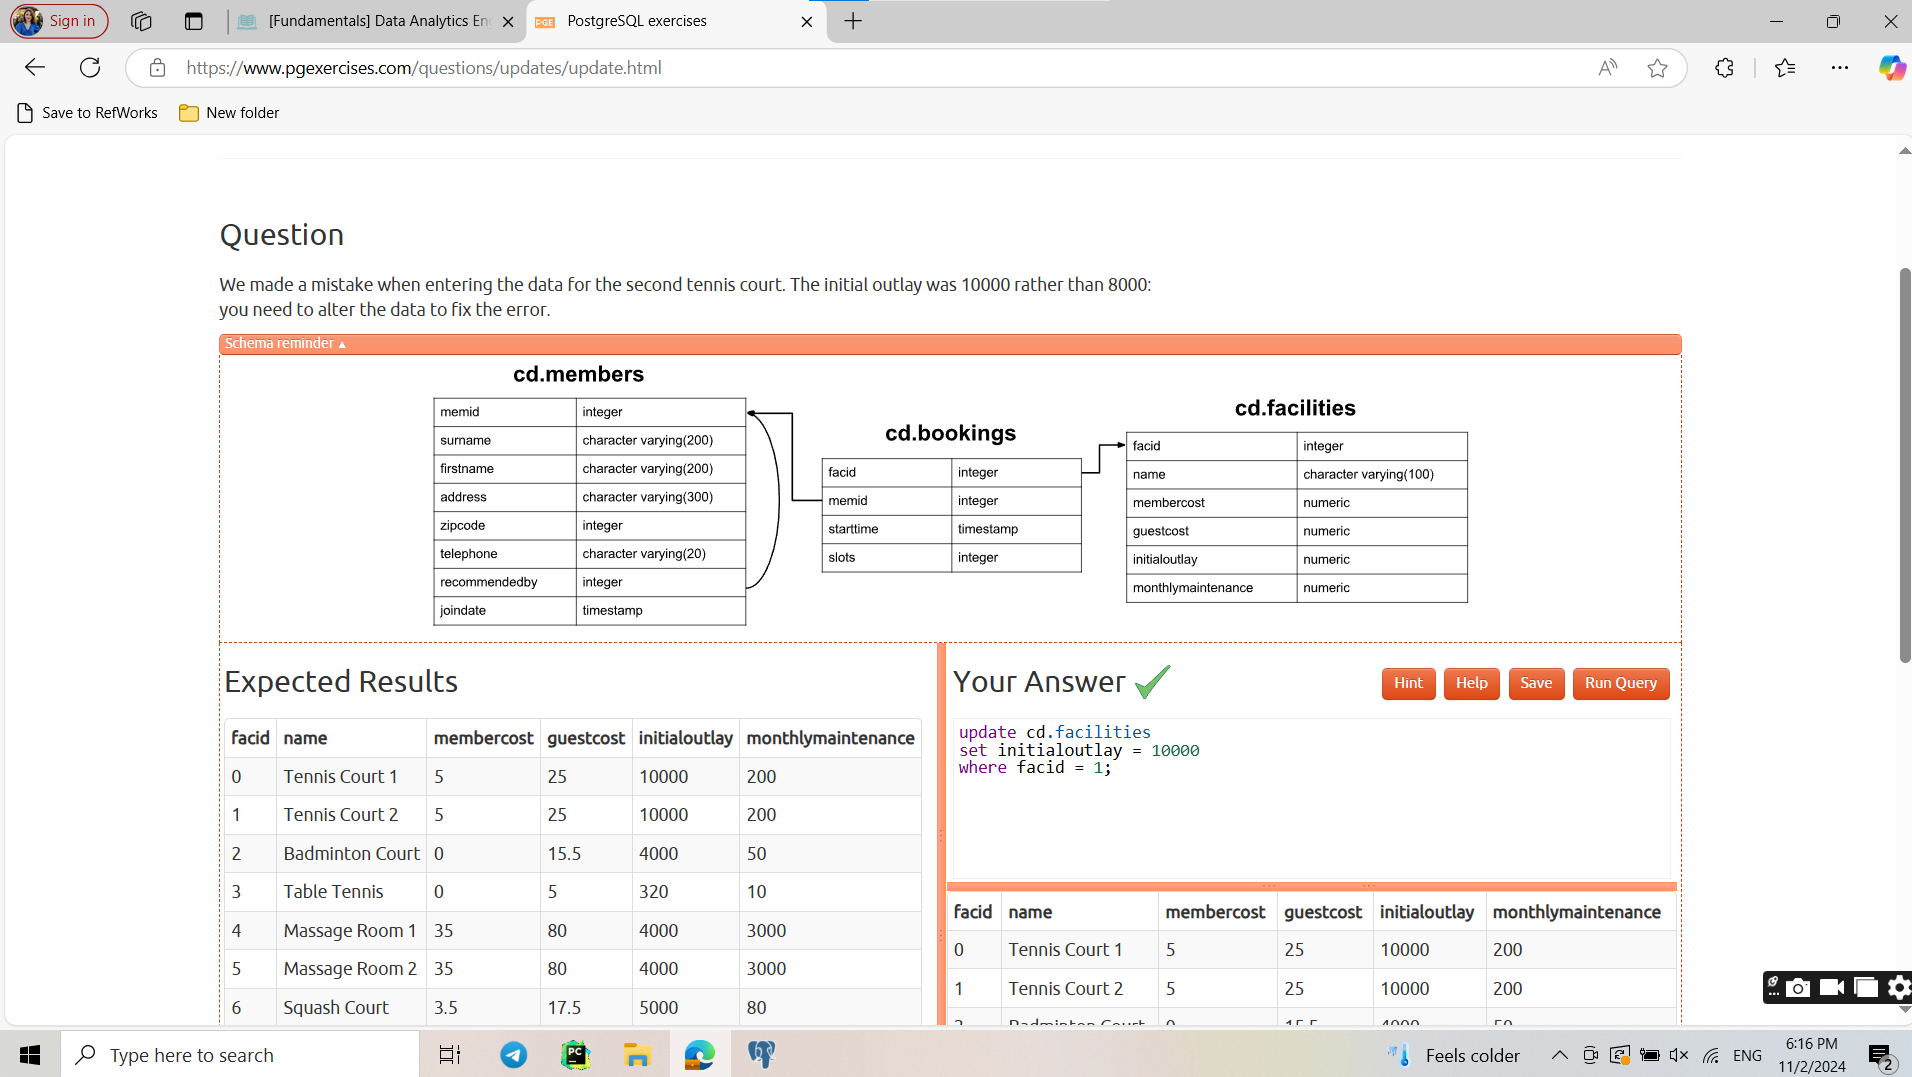 Sign in
[Fundamentals] Data Analytics En
PGE
PostgreSQL exercises
https://www.pgexercises.com/questions/updates/update.html
Save to RefWorks
New folder
Question
We made a mistake when entering the data for the second tennis court. The initial outlay was 10000 rather than 8000:
you need to alter the data to fix the error.
Schema reminder ▲
cd.members
memid integer
surname character varying(200)
firstname character varying(200)
address character varying(300)
zipcode integer
telephone character varying(20)
recommendedby integer
joindate timestamp
cd.bookings
facid integer
memid integer
starttime timestamp
slots integer
cd.facilities
facid integer
name character varying(100)
membercost numeric
guestcost numeric
initialoutlay numeric
monthlymaintenance numeric
Expected Results
facid name membercost guestcost initialoutlay monthlymaintenance
0 Tennis Court 1 5 25 10000 200
1 Tennis Court 2 5 25 10000 200
2 Badminton Court 0 15.5 4000 50
3 Table Tennis 0 5 320 10
4 Massage Room 1 35 80 4000 3000
5 Massage Room 2 35 80 4000 3000
6 Squash Court 3.5 17.5 5000 80
Your Answer
Hint
Help
Save
Run Query
update cd.facilities
set initialoutlay = 10000
where facid = 1;
facid name membercost guestcost initialoutlay monthlymaintenance
0 Tennis Court 1 5 25 10000 200
1 Tennis Court 2 5 25 10000 200
2 Badminton Court 0 15.5 4000 50
Type here to search
PC
Feels colder
ENG
6:16 PM
11/2/2024
2